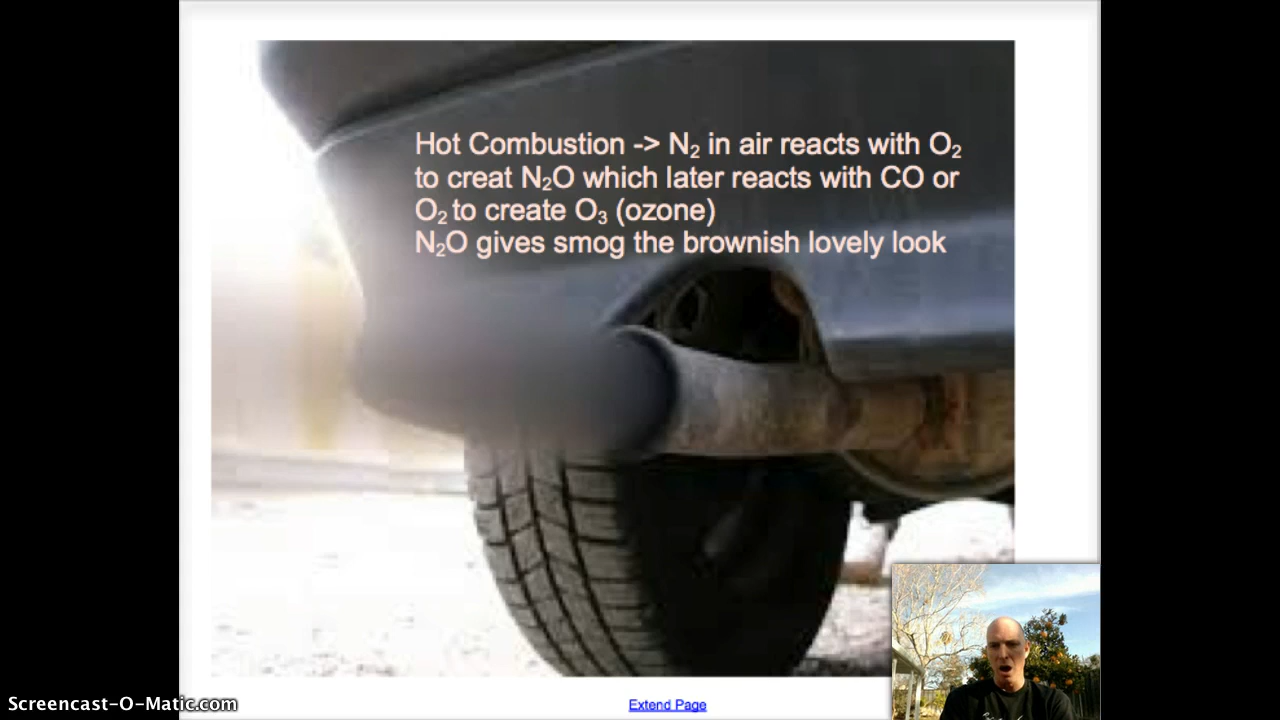 Hot Combustion -> N₂ in air reacts with O₂
to creat N₂O which later reacts with CO or
O₂ to create O₃ (ozone)
N₂O gives smog the brownish lovely look
Screencast-O-Matic.com
Extend Page